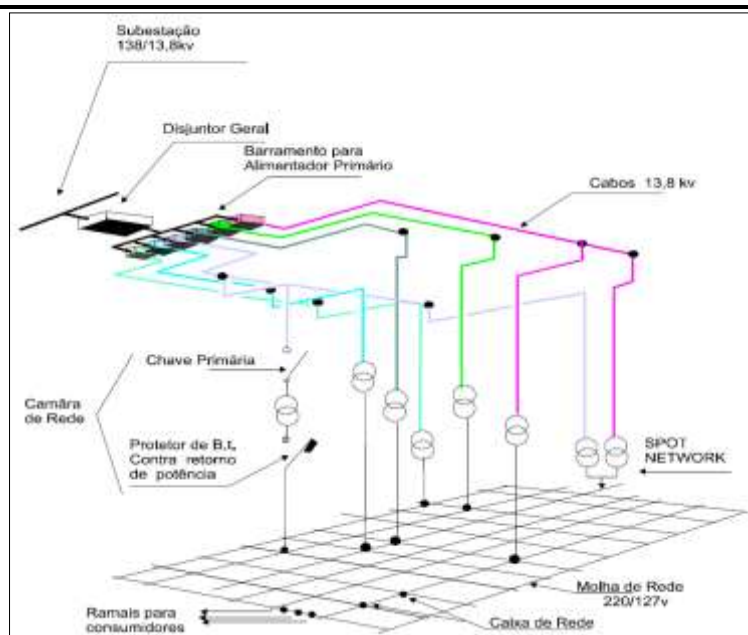 Subestação
138/13,8kv
Disjuntor Geral
Barramento para
Alimentador Primário
Cabos 13,8 kv
Chave Primária
Camâra
de Rede
Protetor de B.t.
Contra retorno
de potência
SPOT
NETWORK
Molha de Rede
220/127v
Caixa de Rede
Ramais para
consumidores